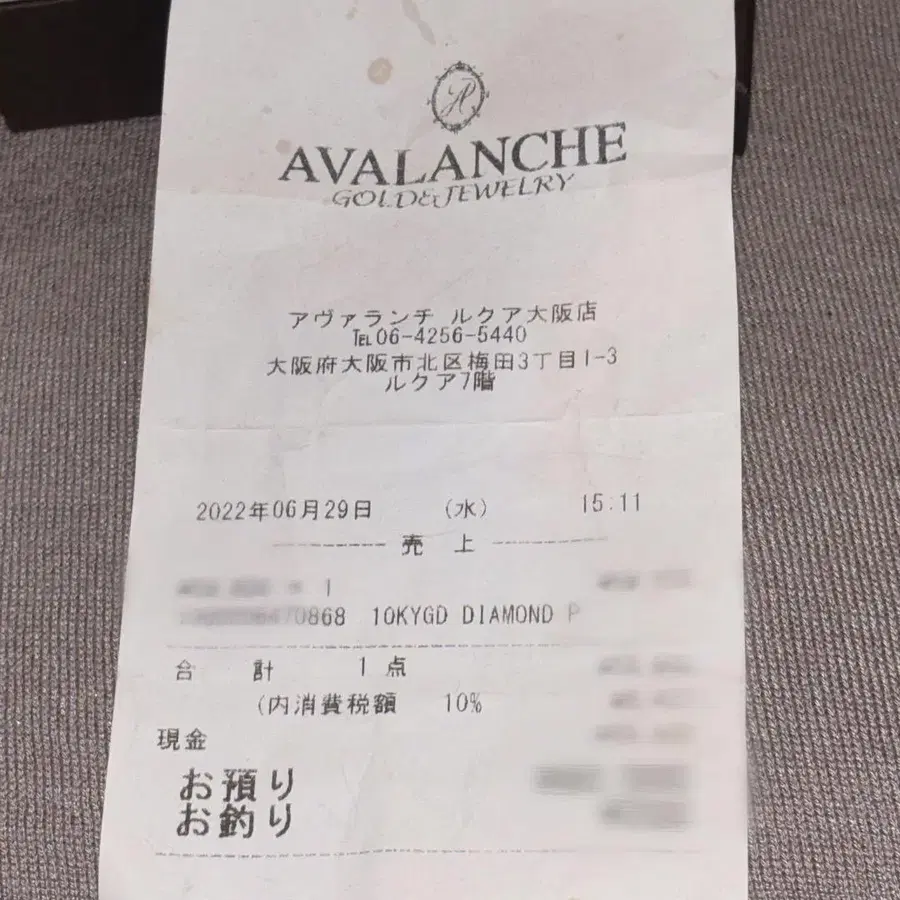 AVALANCHE
GOLD&JEWELRY
アヴァランチ ルクア大阪店
℡06-4256-5440
大阪府大阪市北区梅田3丁目1-3
ルクア7階
2022年06月29日 (水) 15:11
売 上
1
0868 10KYGD DIAMOND P
合 計 1 点
(内消費税額 10%
現金
お預り
お釣り